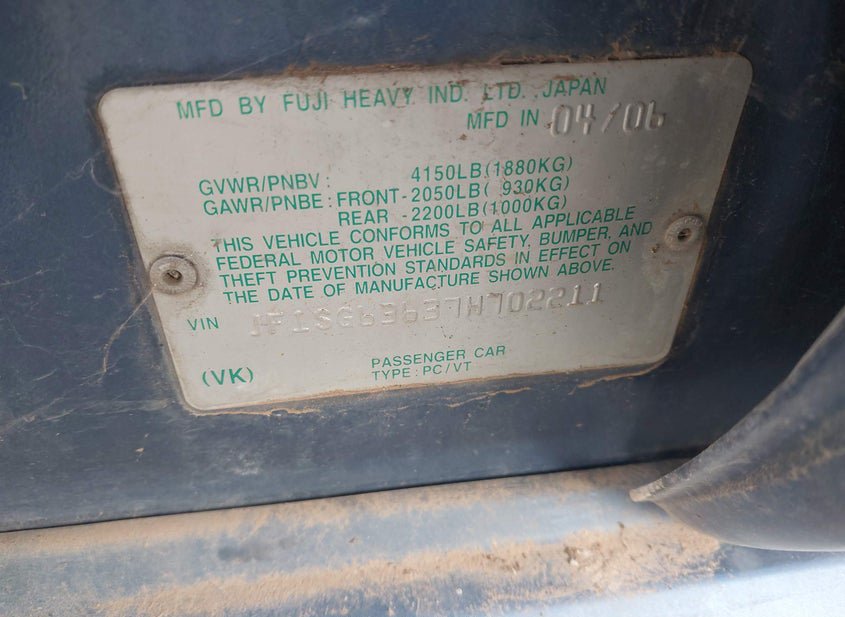 MFD BY FUJI HEAVY IND. LTD. JAPAN
MFD IN 04/06
GVWR/PNBV : 4150LB(1880KG)
GAWR/PNBE : FRONT-2050LB( 930KG)
REAR -2200LB(1000KG)
THIS VEHICLE CONFORMS TO ALL APPLICABLE
FEDERAL MOTOR VEHICLE SAFETY, BUMPER, AND
THEFT PREVENTION STANDARDS IN EFFECT ON
THE DATE OF MANUFACTURE SHOWN ABOVE.
VIN JF1SG63637H702211
PASSENGER CAR
(VK) TYPE : PC/VT